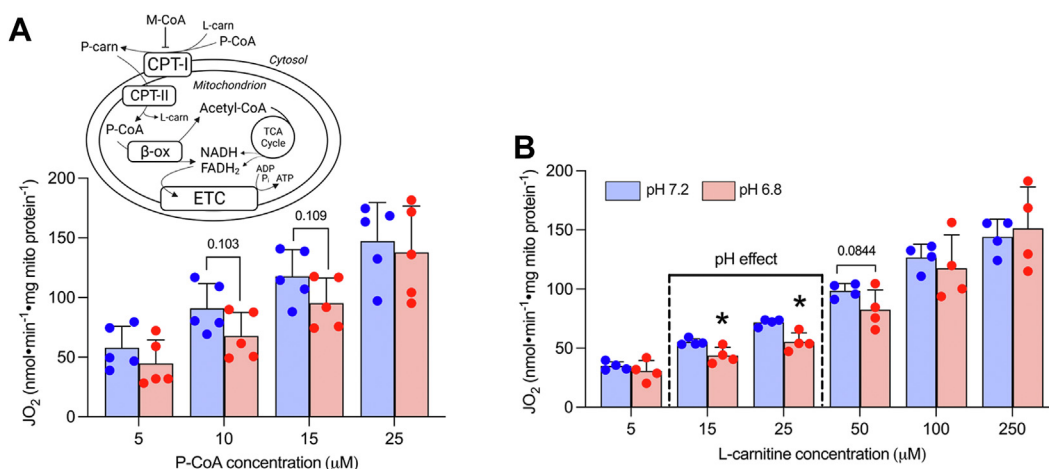 A
M-CoA
L-carn
P-carn
P-CoA
CPT-I
Cytosol
Mitochondrion
CPT-II
Acetyl-CoA
P-CoA
L-carn
TCA
Cycle
β-ox
NADH
FADH₂
ADP
Pᵢ
ATP
ETC
JO₂ (nmol•min⁻¹•mg mito protein⁻¹)
200
150
100
50
0
0.103
0.109
5 10 15 25
P-CoA concentration (μM)
B
JO₂ (nmol•min⁻¹•mg mito protein⁻¹)
200
150
100
50
0
pH 7.2 pH 6.8
pH effect
0.0844
* *
5 15 25 50 100 250
L-carnitine concentration (μM)